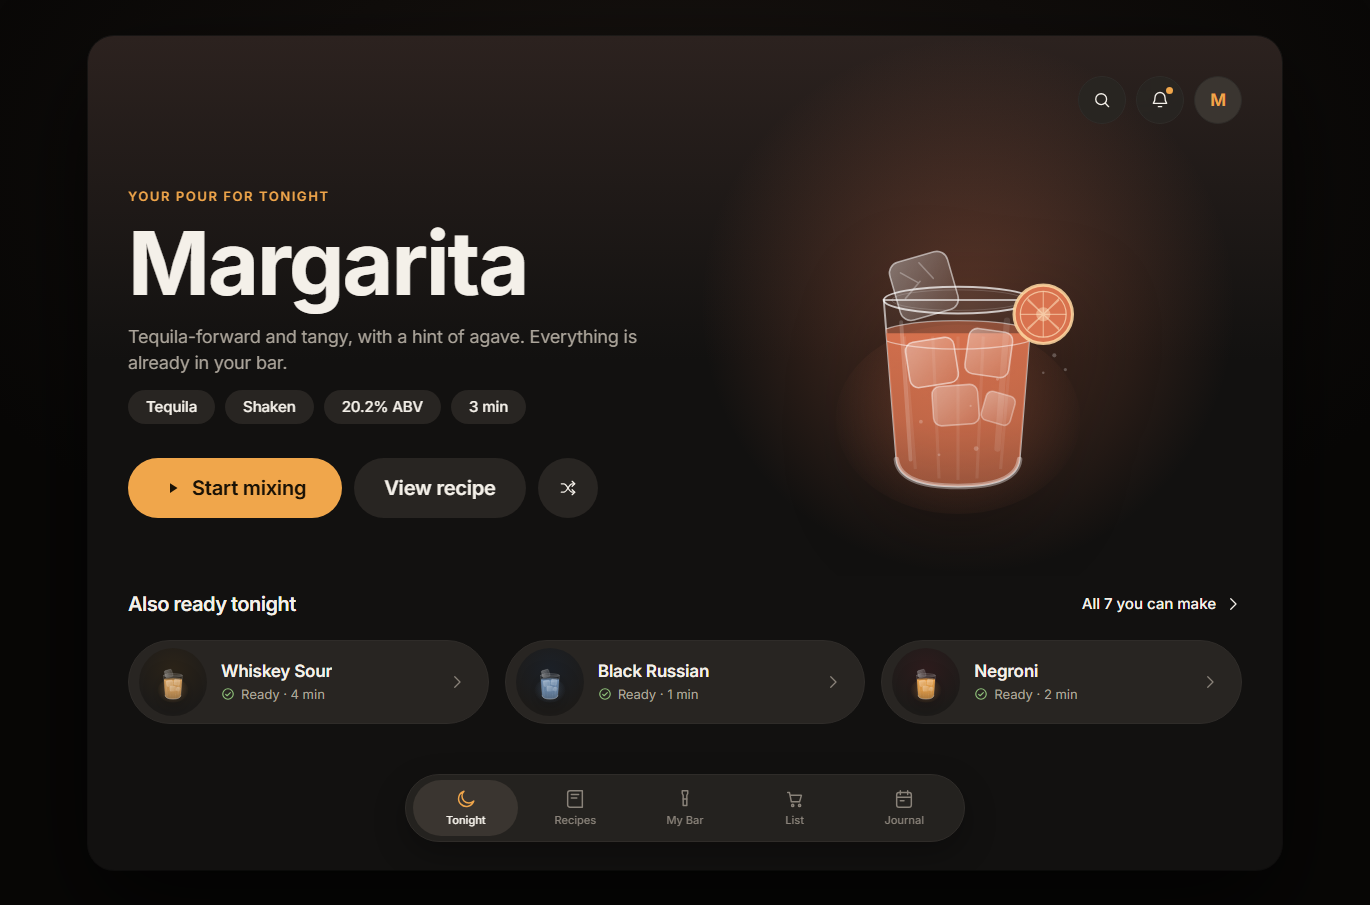 M
YOUR POUR FOR TONIGHT
Margarita
Tequila-forward and tangy, with a hint of agave. Everything is
already in your bar.
Tequila
Shaken
20.2% ABV
3 min
Start mixing
View recipe
Also ready tonight
All 7 you can make
Whiskey Sour
Ready · 4 min
Black Russian
Ready · 1 min
Negroni
Ready · 2 min
Tonight
Recipes
My Bar
List
Journal